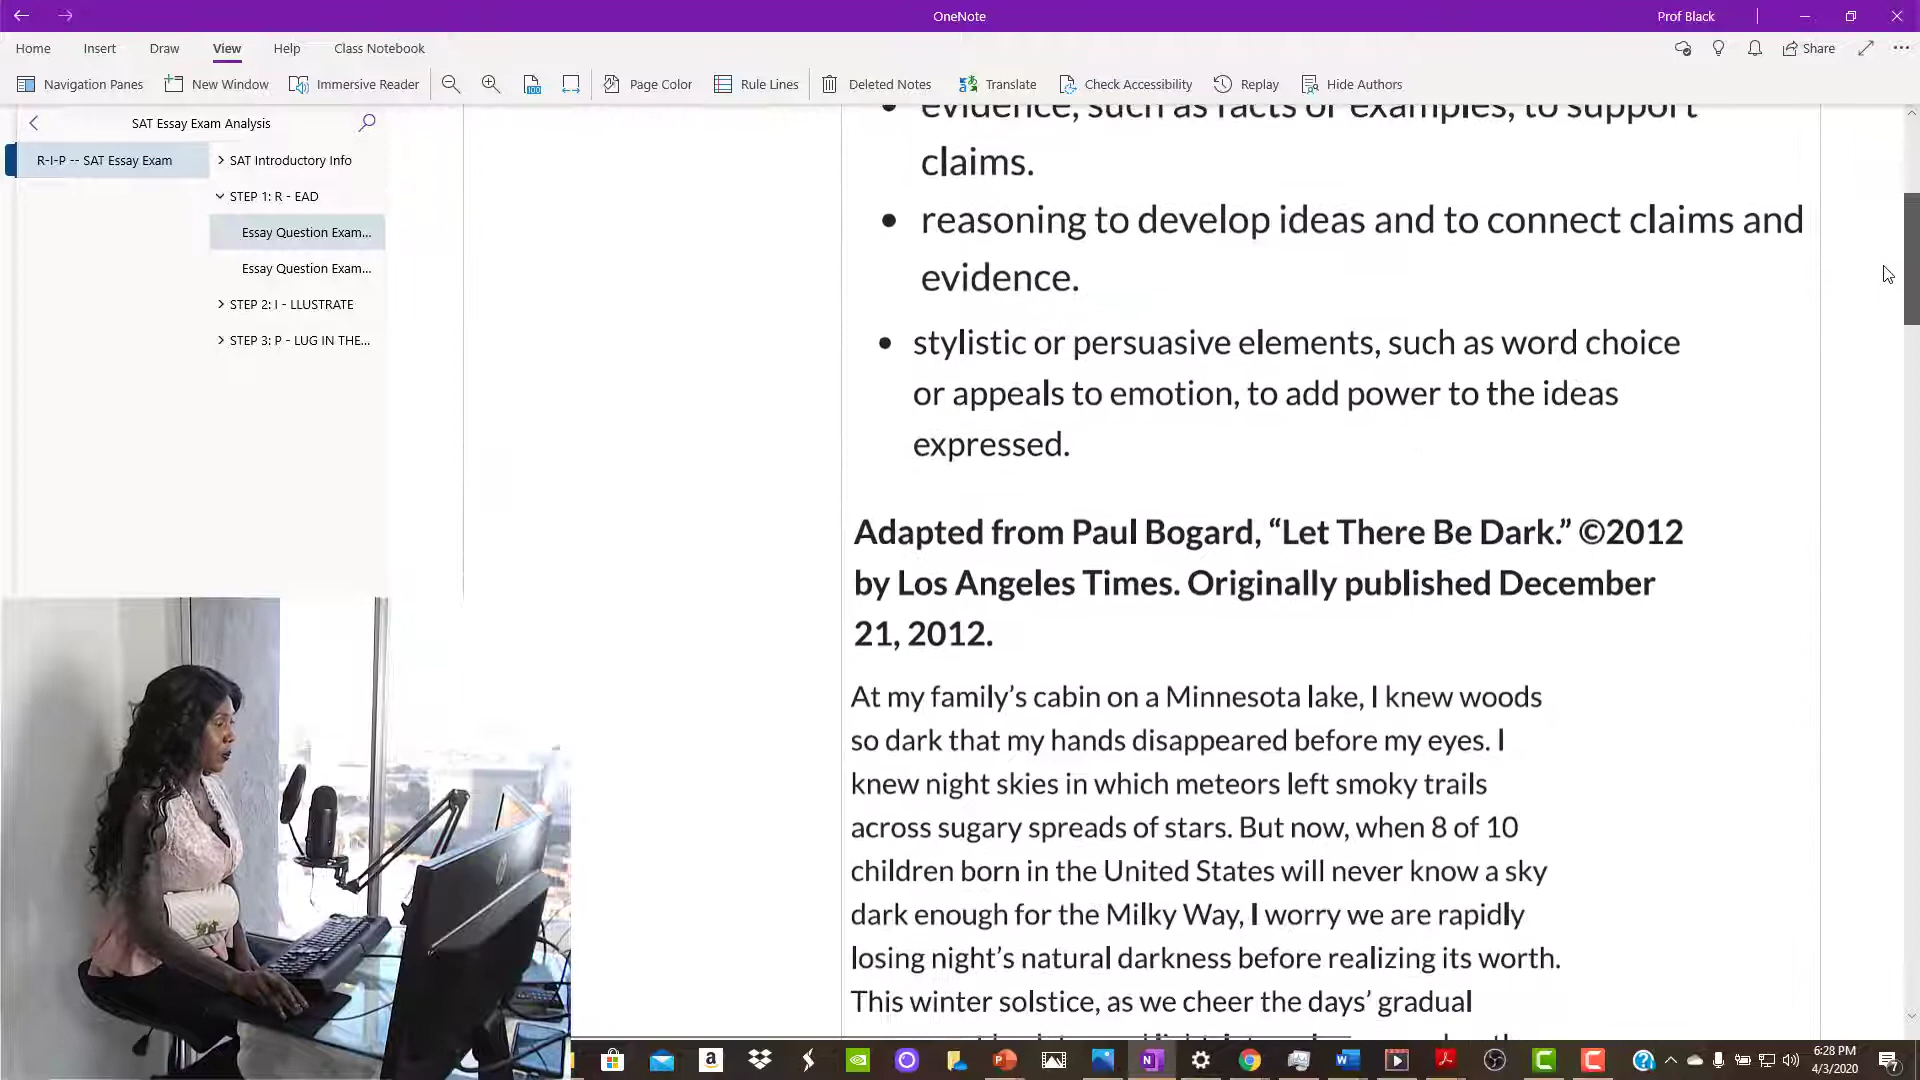 OneNote
Prof Black
Home Insert Draw View Help Class Notebook
Share
Navigation Panes New Window Immersive Reader Page Color Rule Lines Deleted Notes Translate Check Accessibility Replay Hide Authors
SAT Essay Exam Analysis
R-I-P -- SAT Essay Exam
SAT Introductory Info
STEP 1: R - EAD
Essay Question Exam...
Essay Question Exam...
STEP 2: I - LLUSTRATE
STEP 3: P - LUG IN THE...
evidence, such as facts or examples, to support
claims.
• reasoning to develop ideas and to connect claims and
evidence.
• stylistic or persuasive elements, such as word choice
or appeals to emotion, to add power to the ideas
expressed.
Adapted from Paul Bogard, “Let There Be Dark.” ©2012
by Los Angeles Times. Originally published December
21, 2012.
At my family’s cabin on a Minnesota lake, I knew woods
so dark that my hands disappeared before my eyes. I
knew night skies in which meteors left smoky trails
across sugary spreads of stars. But now, when 8 of 10
children born in the United States will never know a sky
dark enough for the Milky Way, I worry we are rapidly
losing night’s natural darkness before realizing its worth.
This winter solstice, as we cheer the days’ gradual
6:28 PM
4/3/2020